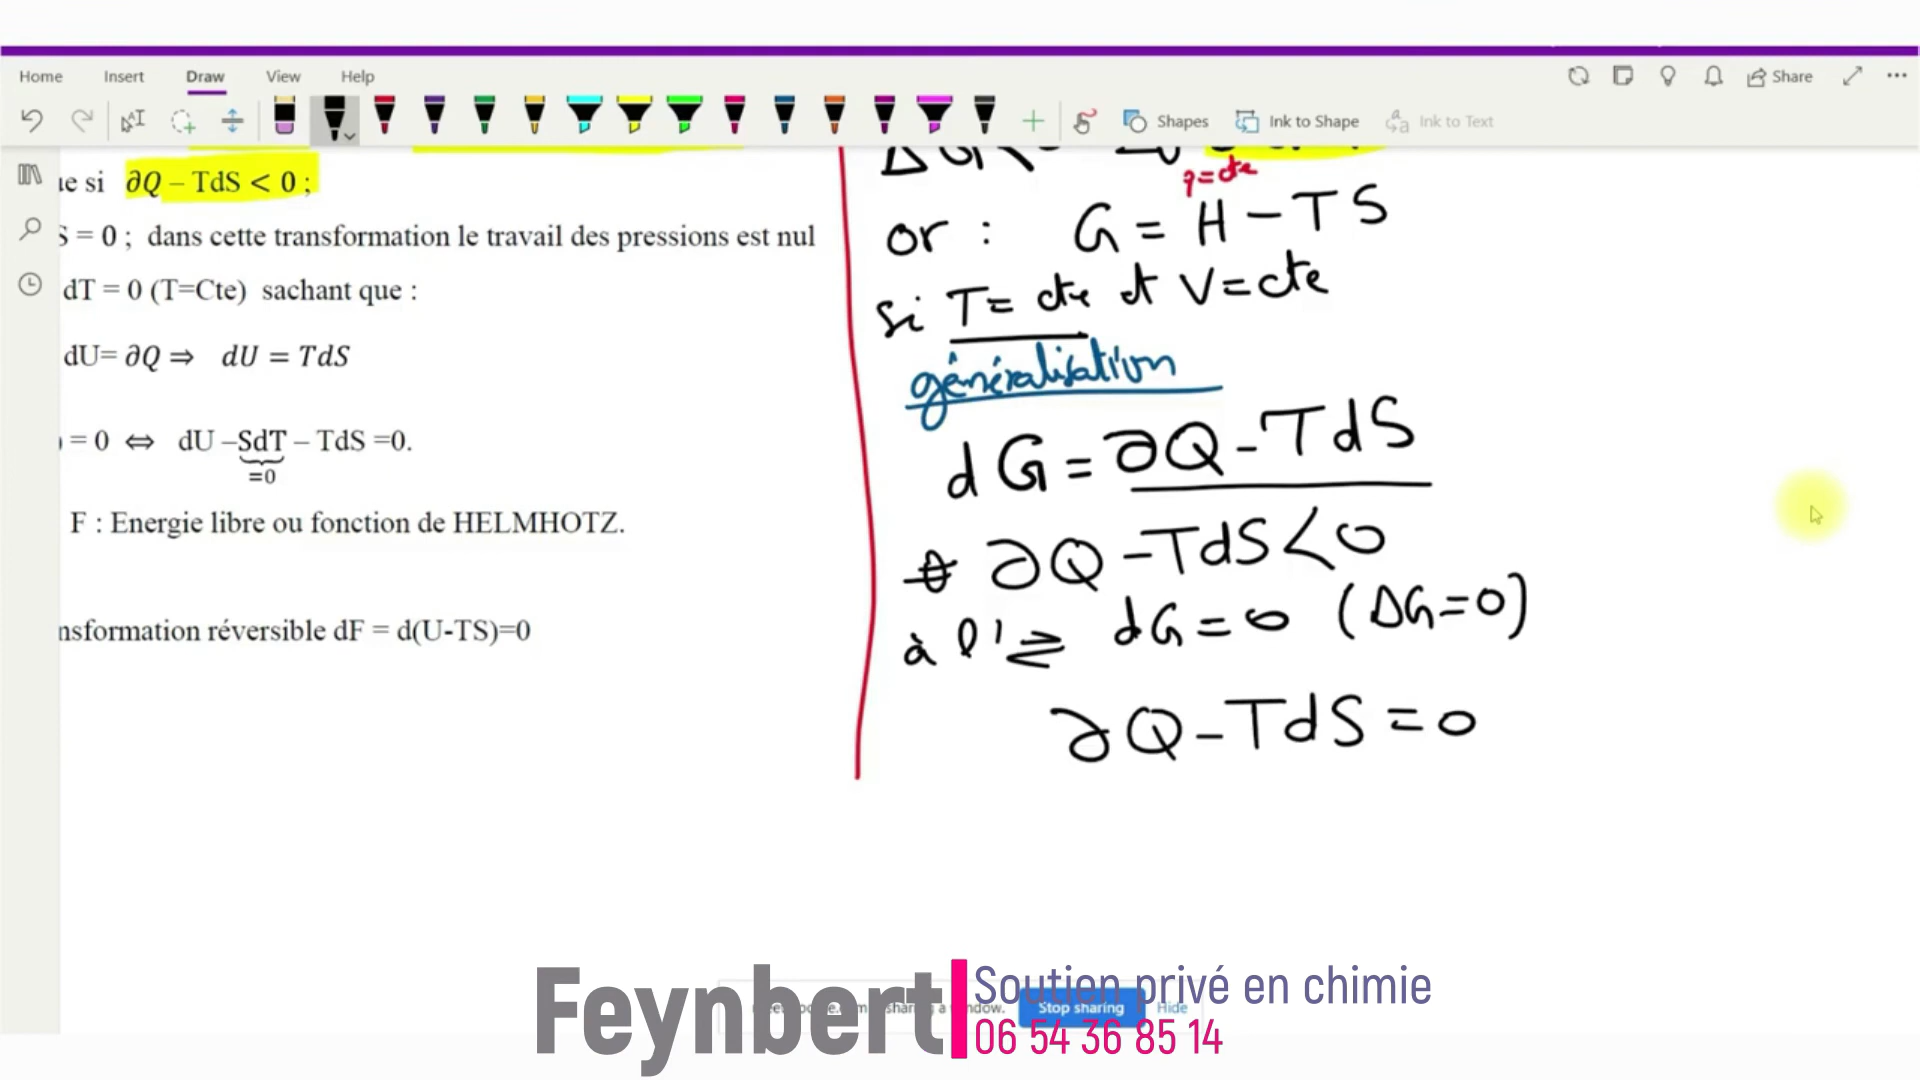 Home Insert Draw View Help
Share
Shapes Ink to Shape Ink to Text
ue si ∂Q – TdS < 0 ;
S = 0 ; dans cette transformation le travail des pressions est nul
dT = 0 (T=Cte) sachant que :
dU= ∂Q ⇒ dU = TdS
) = 0 ⇔ dU –SdT – TdS =0.
=0
F : Energie libre ou fonction de HELMHOTZ.
nsformation réversible dF = d(U-TS)=0
P=cte
or : G = H – TS
si T= cte et V=cte
généralisation
dG = ∂Q - TdS
∂Q - TdS < 0
à l' ⇌ dG = 0 (ΔG=0)
∂Q - TdS = 0
Feynbert
Soutien privé en chimie
06 54 36 85 14
Stop sharing Hide